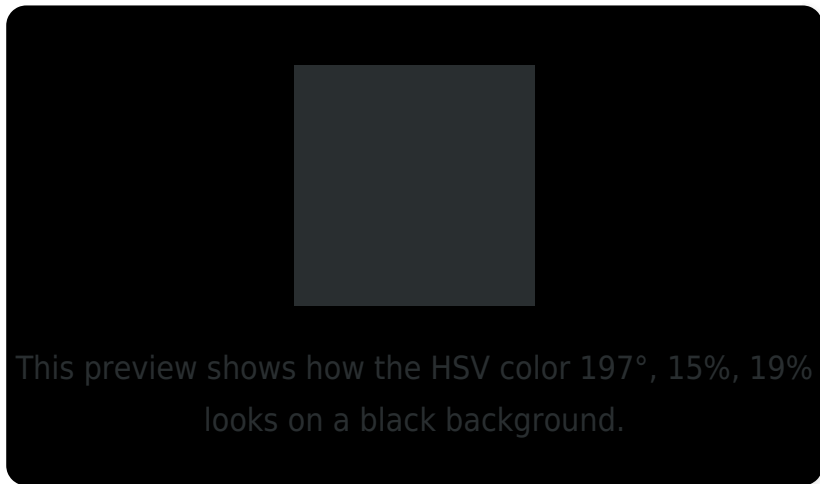 This preview shows how the HSV color 197°, 15%, 19%
looks on a black background.